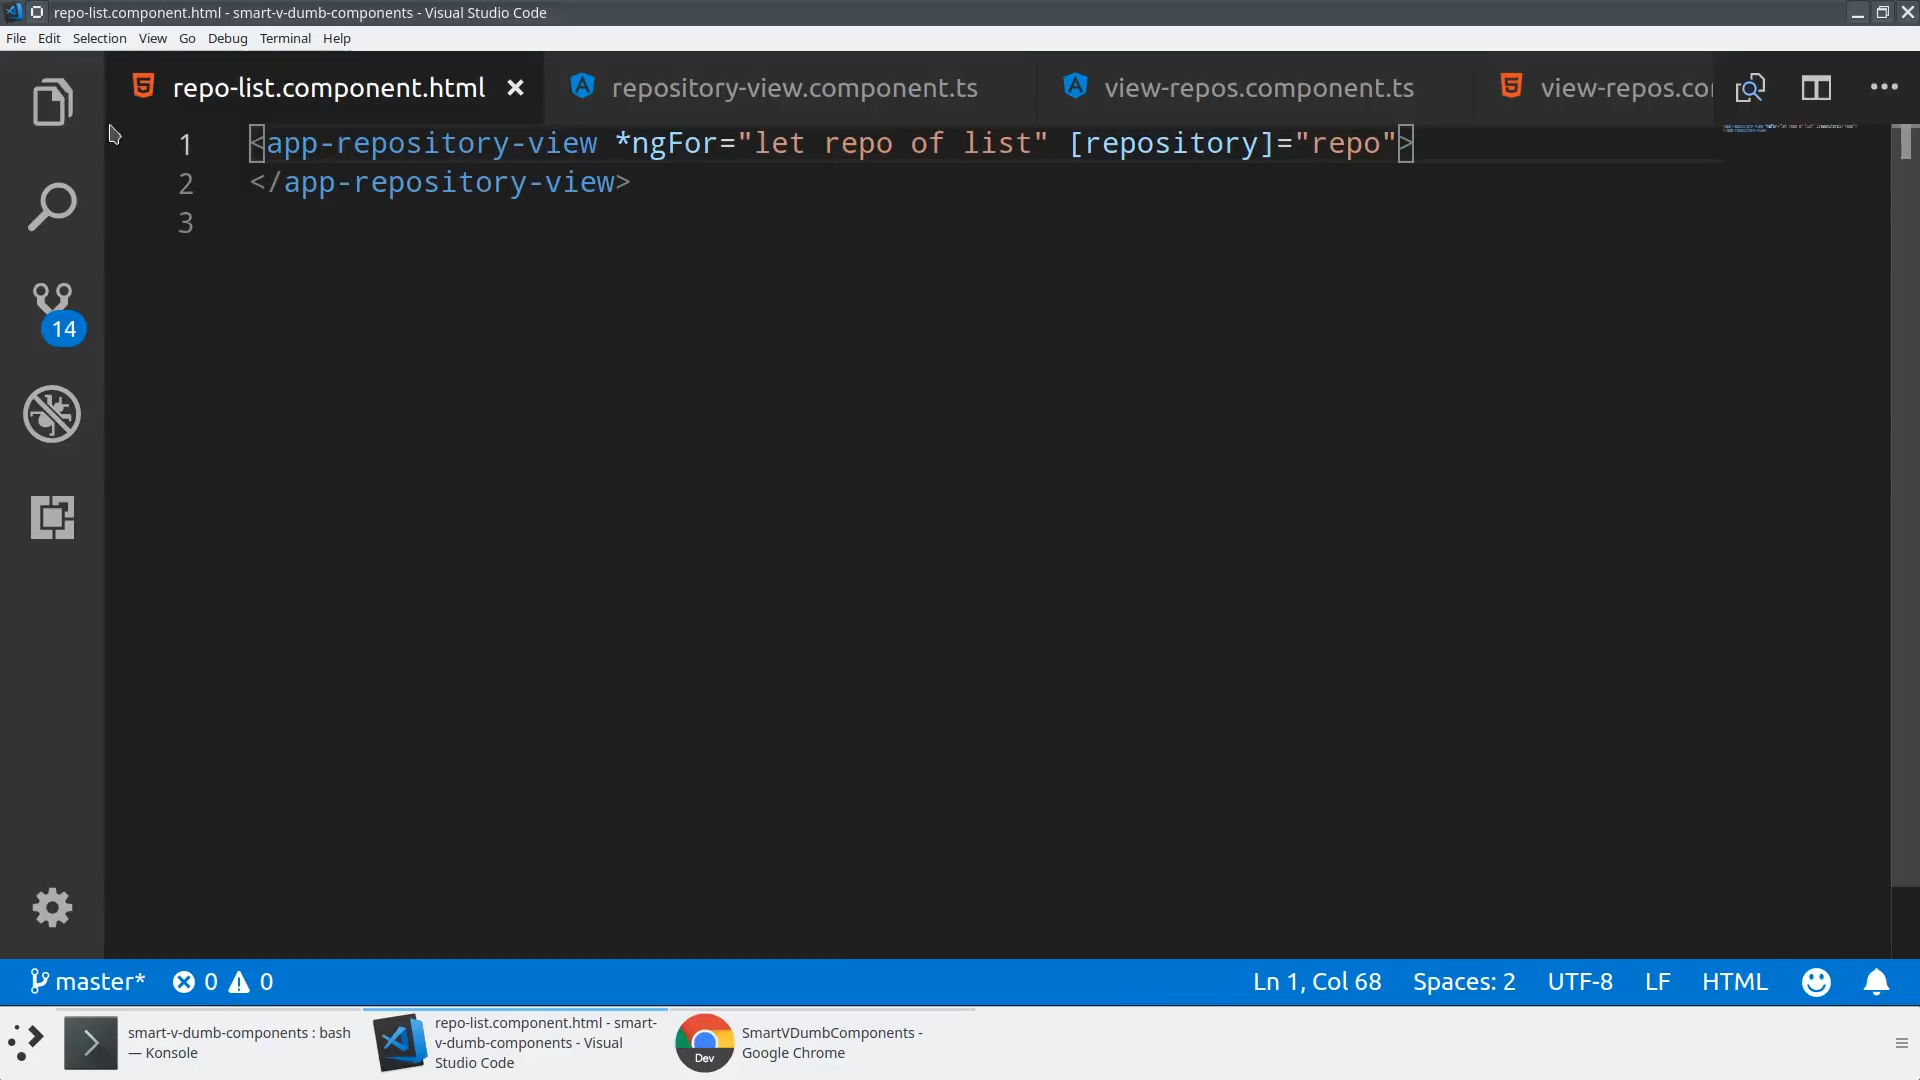 repo-list.component.html - smart-v-dumb-components - Visual Studio Code
File Edit Selection View Go Debug Terminal Help
repo-list.component.html repository-view.component.ts view-repos.component.ts view-repos.co
1 <app-repository-view *ngFor="let repo of list" [repository]="repo">
2 </app-repository-view>
3
14
master* 0 0 Ln 1, Col 68 Spaces: 2 UTF-8 LF HTML
smart-v-dumb-components : bash
— Konsole
repo-list.component.html - smart-
v-dumb-components - Visual
Studio Code
Dev
SmartVDumbComponents -
Google Chrome